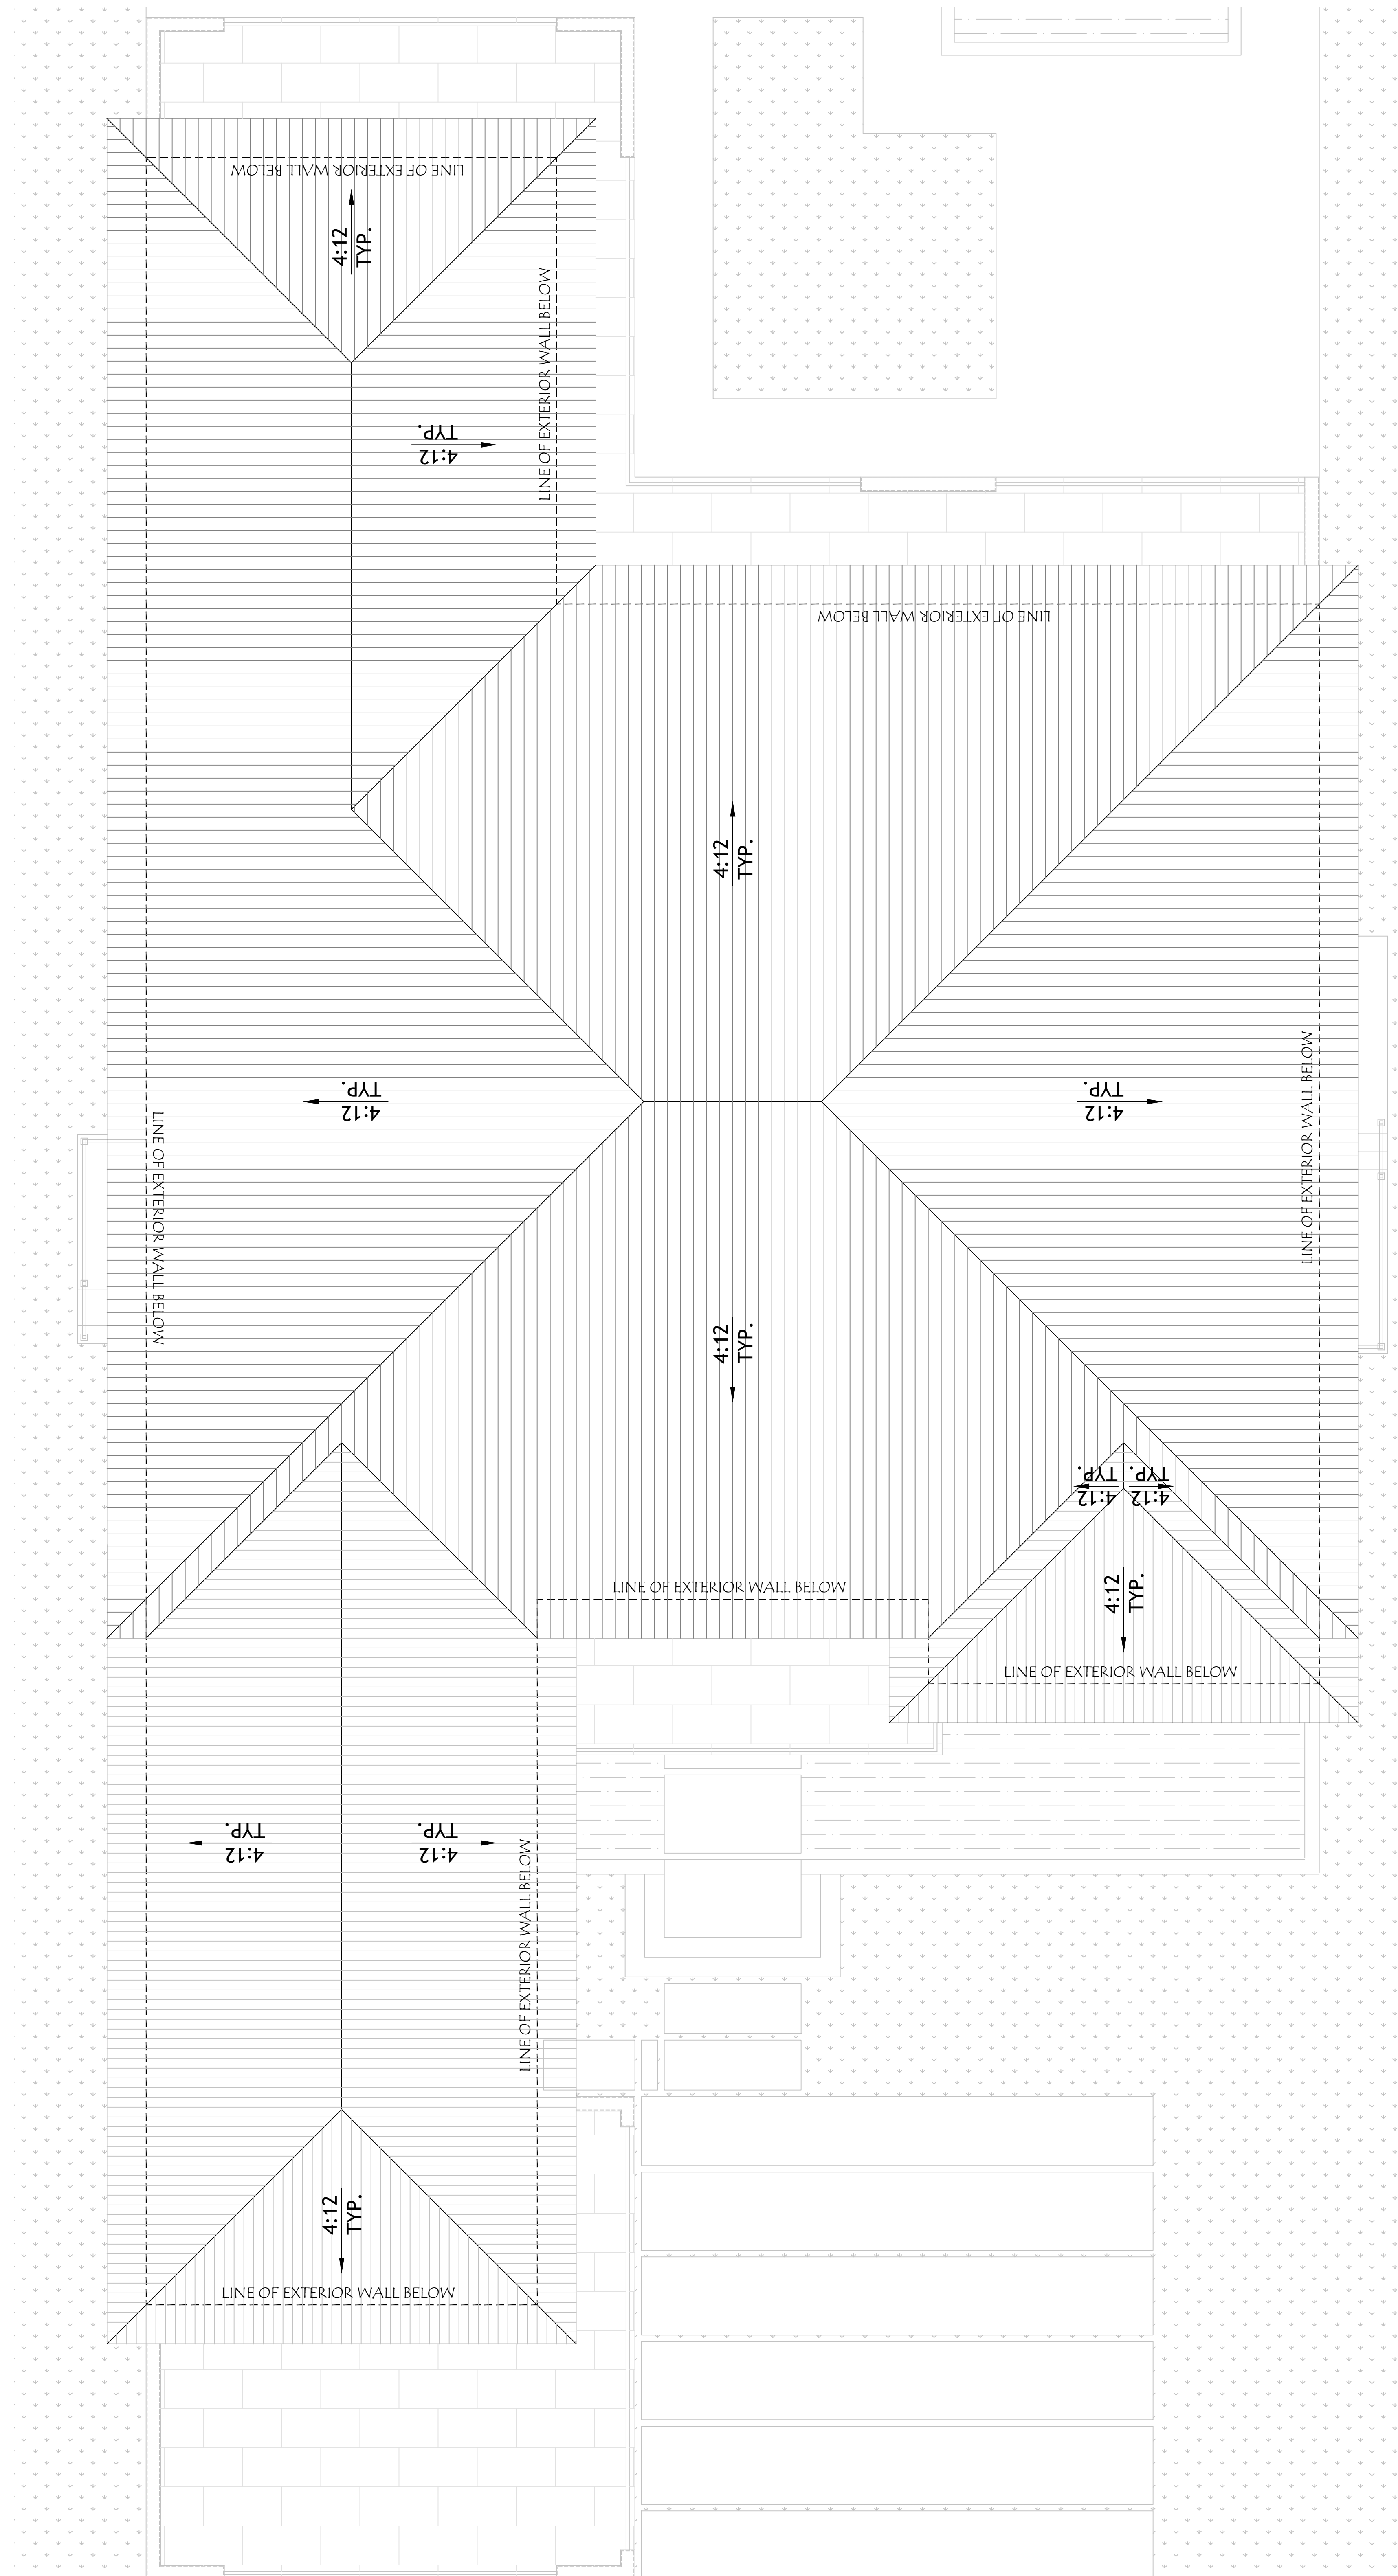 LINE OF EXTERIOR WALL BELOW
4:12
TYP.
LINE OF EXTERIOR WALL BELOW
4:12
TYP.
LINE OF EXTERIOR WALL BELOW
4:12
TYP.
4:12
TYP.
4:12
TYP.
LINE OF EXTERIOR WALL BELOW
LINE OF EXTERIOR WALL BELOW
4:12
TYP.
4:12
TYP.
4:12
TYP.
LINE OF EXTERIOR WALL BELOW
4:12
TYP.
LINE OF EXTERIOR WALL BELOW
4:12
TYP.
4:12
TYP.
LINE OF EXTERIOR WALL BELOW
4:12
TYP.
LINE OF EXTERIOR WALL BELOW